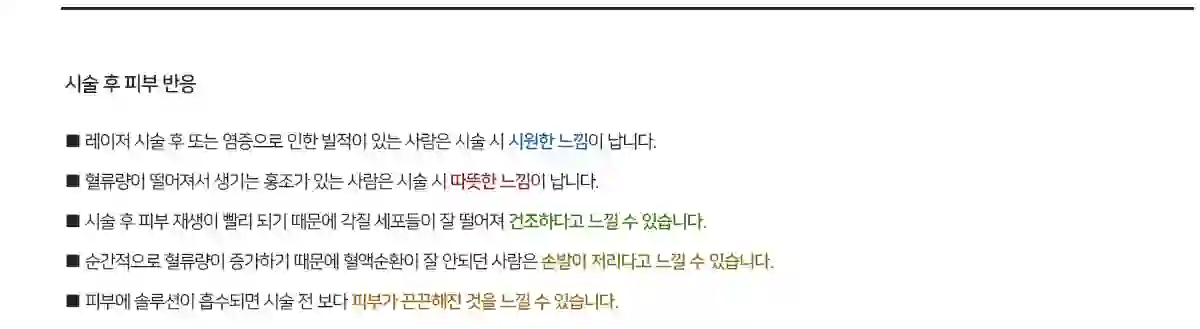 시술 후 피부 반응
■ 레이저 시술 후 또는 염증으로 인한 발적이 있는 사람은 시술 시 시원한 느낌이 납니다.
■ 혈류량이 떨어져서 생기는 홍조가 있는 사람은 시술 시 따뜻한 느낌이 납니다.
■ 시술 후 피부 재생이 빨리 되기 때문에 각질 세포들이 잘 떨어져 건조하다고 느낄 수 있습니다.
■ 순간적으로 혈류량이 증가하기 때문에 혈액순환이 잘 안되던 사람은 손발이 저리다고 느낄 수 있습니다.
■ 피부에 솔루션이 흡수되면 시술 전 보다 피부가 끈끈해진 것을 느낄 수 있습니다.